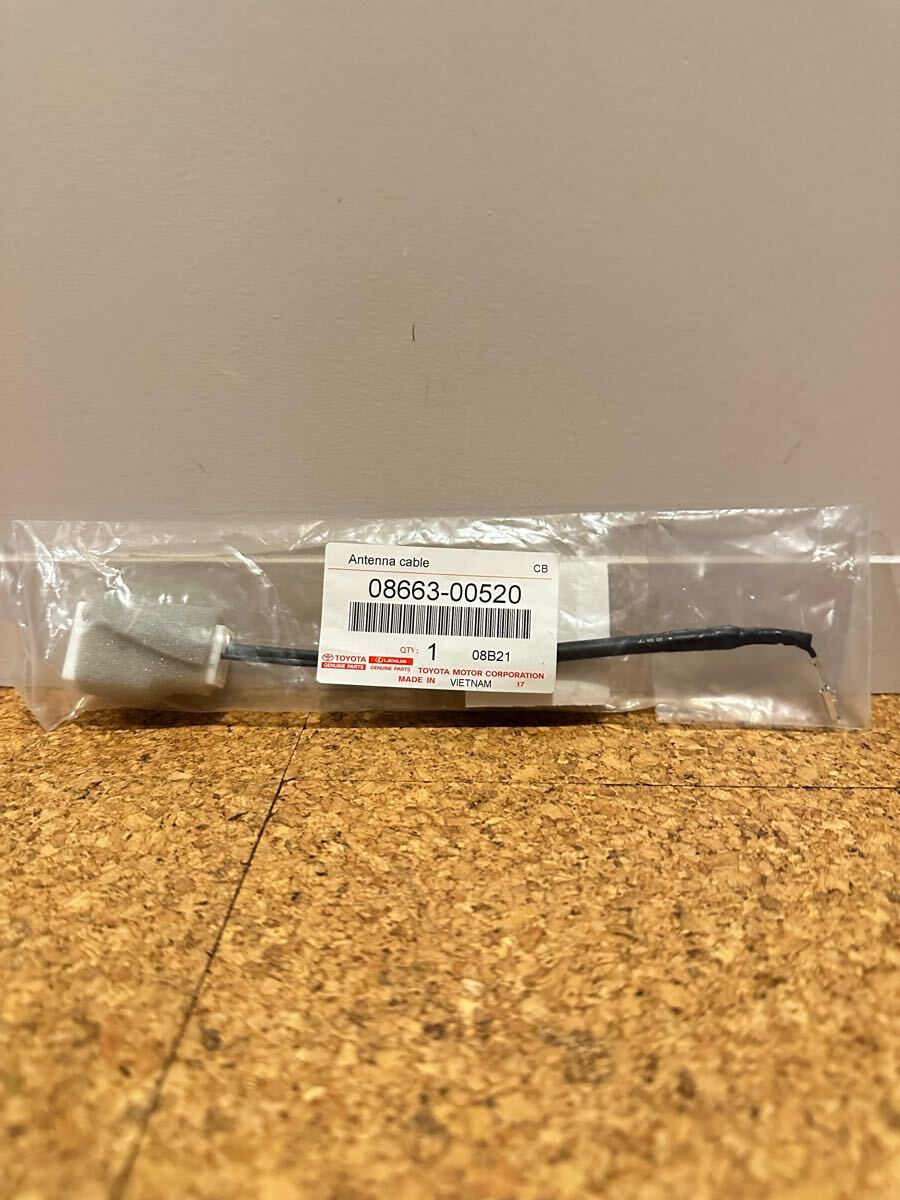 Antenna cable
CB
08663-00520
QTY: 1 08B21
TOYOTA LEXUS
GENUINE PARTS GENUINE PARTS TOYOTA MOTOR CORPORATION
MADE IN VIETNAM 17